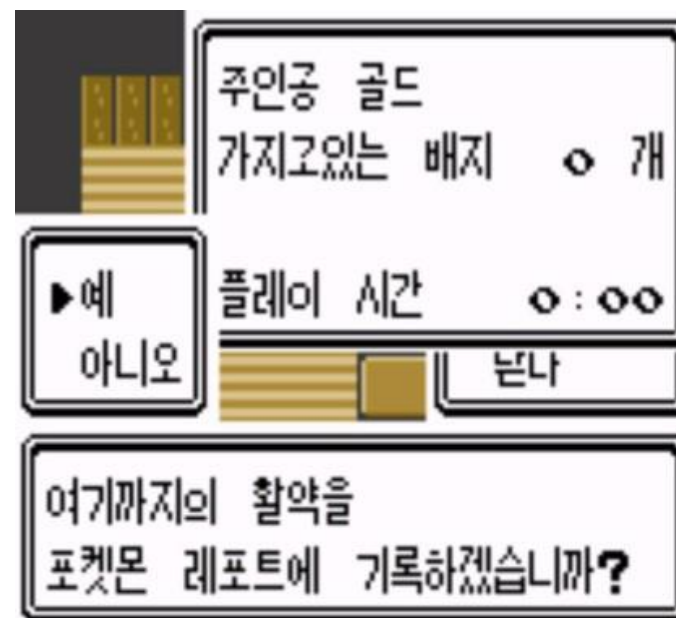 주인공 골드
가지고있는 배지 0 개
플레이 시간 0:00
▶예
아니오
닫다
여기까지의 활약을
포켓몬 레포트에 기록하겠습니까?